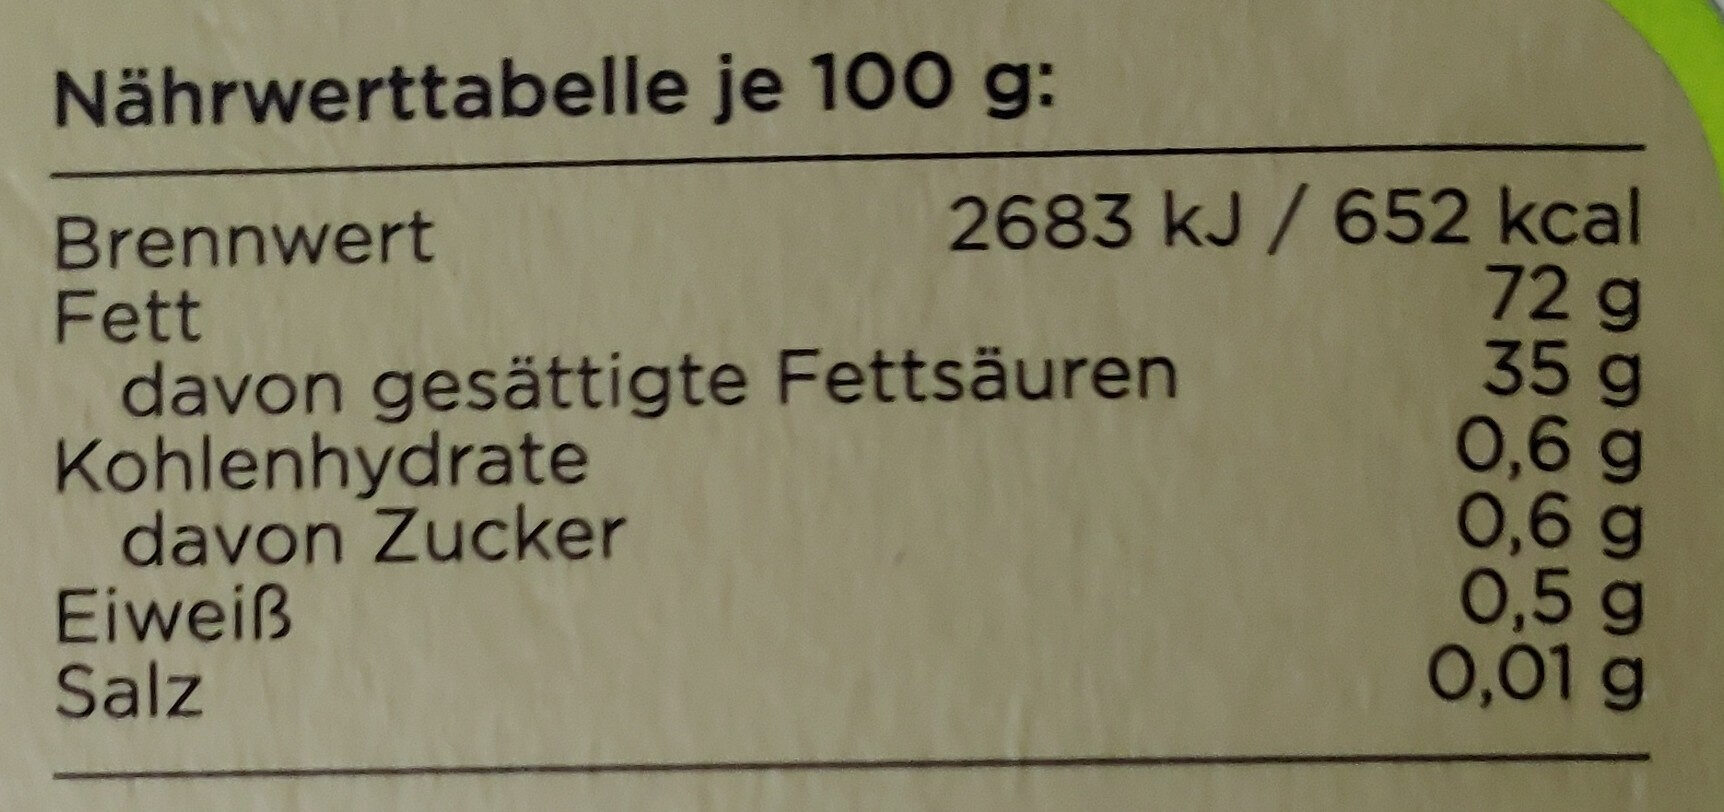 Nährwerttabelle je 100 g:
Brennwert 2683 kJ / 652 kcal
Fett 72 g
davon gesättigte Fettsäuren 35 g
Kohlenhydrate 0,6 g
davon Zucker 0,6 g
Eiweiß 0,5 g
Salz 0,01 g